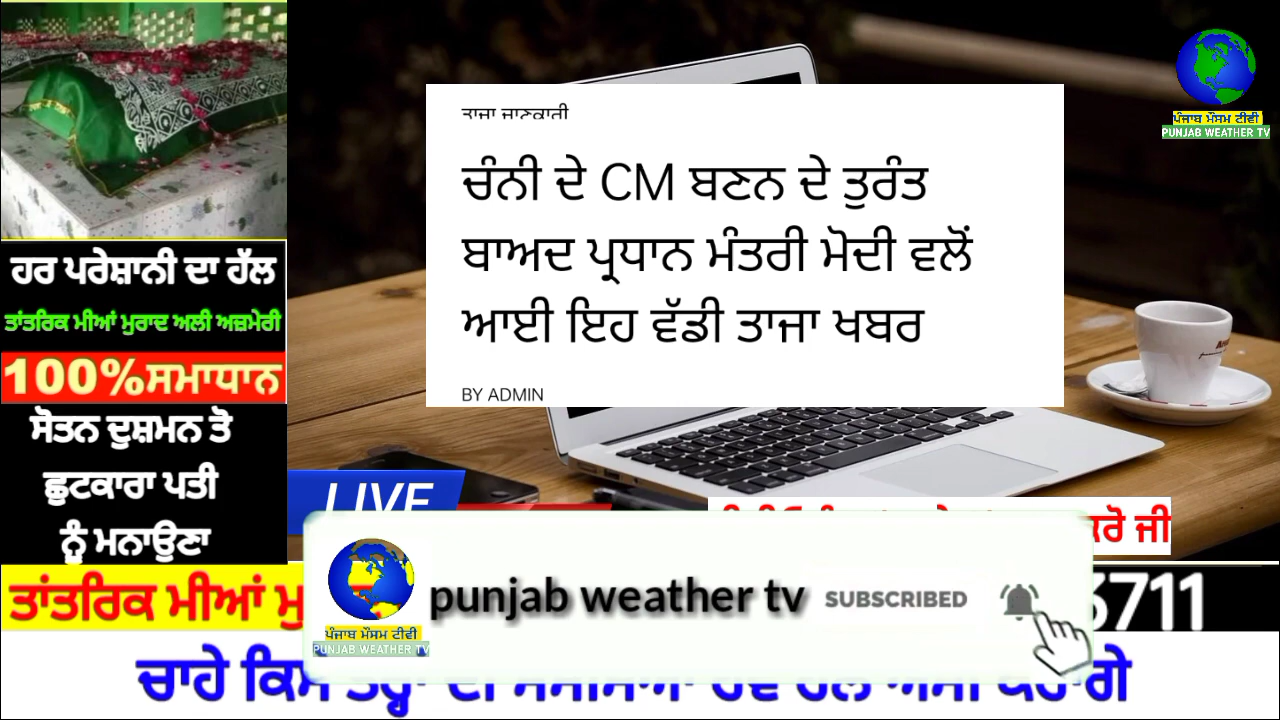 ਪੰਜਾਬ ਮੌਸਮ ਟੀਵੀ
PUNJAB WEATHER TV
ਤਾਜਾ ਜਾਣਕਾਰੀ
ਚੰਨੀ ਦੇ CM ਬਣਨ ਦੇ ਤੁਰੰਤ
ਬਾਅਦ ਪ੍ਰਧਾਨ ਮੰਤਰੀ ਮੋਦੀ ਵਲੋਂ
ਆਈ ਇਹ ਵੱਡੀ ਤਾਜਾ ਖਬਰ
BY ADMIN
ਹਰ ਪਰੇਸ਼ਾਨੀ ਦਾ ਹੱਲ
ਤਾਂਤਰਿਕ ਮੀਆਂ ਮੁਰਾਦ ਅਲੀ ਅਜ਼ਮੇਰੀ
100%ਸਮਾਧਾਨ
ਸੋਤਨ ਦੁਸ਼ਮਨ ਤੋ
ਛੁਟਕਾਰਾ ਪਤੀ
ਨੂੰ ਮਨਾਉਣਾ
LIVE
ਕਰੋ ਜੀ
ਤਾਂਤਰਿਕ ਮੀਆਂ
6711
punjab weather tv
SUBSCRIBED
ਪੰਜਾਬ ਮੌਸਮ ਟੀਵੀ
PUNJAB WEATHER TV
ਚਾਹੇ ਕਿਸੇ